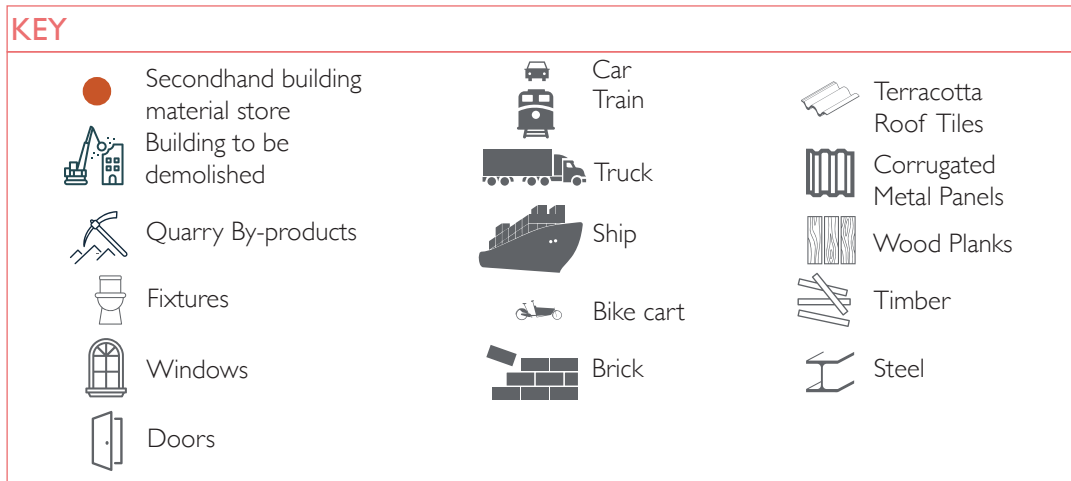 KEY
Secondhand building
material store
Building to be
demolished
Quarry By-products
Fixtures
Windows
Doors
Car
Train
Truck
Ship
Bike cart
Brick
Terracotta
Roof Tiles
Corrugated
Metal Panels
Wood Planks
Timber
Steel